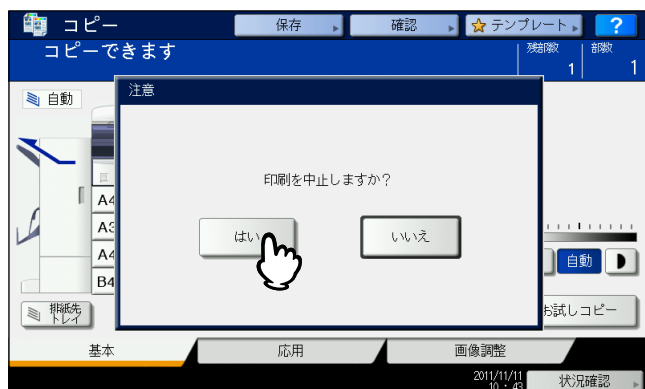 コピー
保存
確認
テンプレート
?
コピーできます
残部数
1
部数
1
自動
注意
印刷を中止しますか?
はい
いいえ
A4
A3
A4
B4
自動
排紙先
トレイ
お試しコピー
基本
応用
画像調整
2011/11/11
10 : 43
状況確認